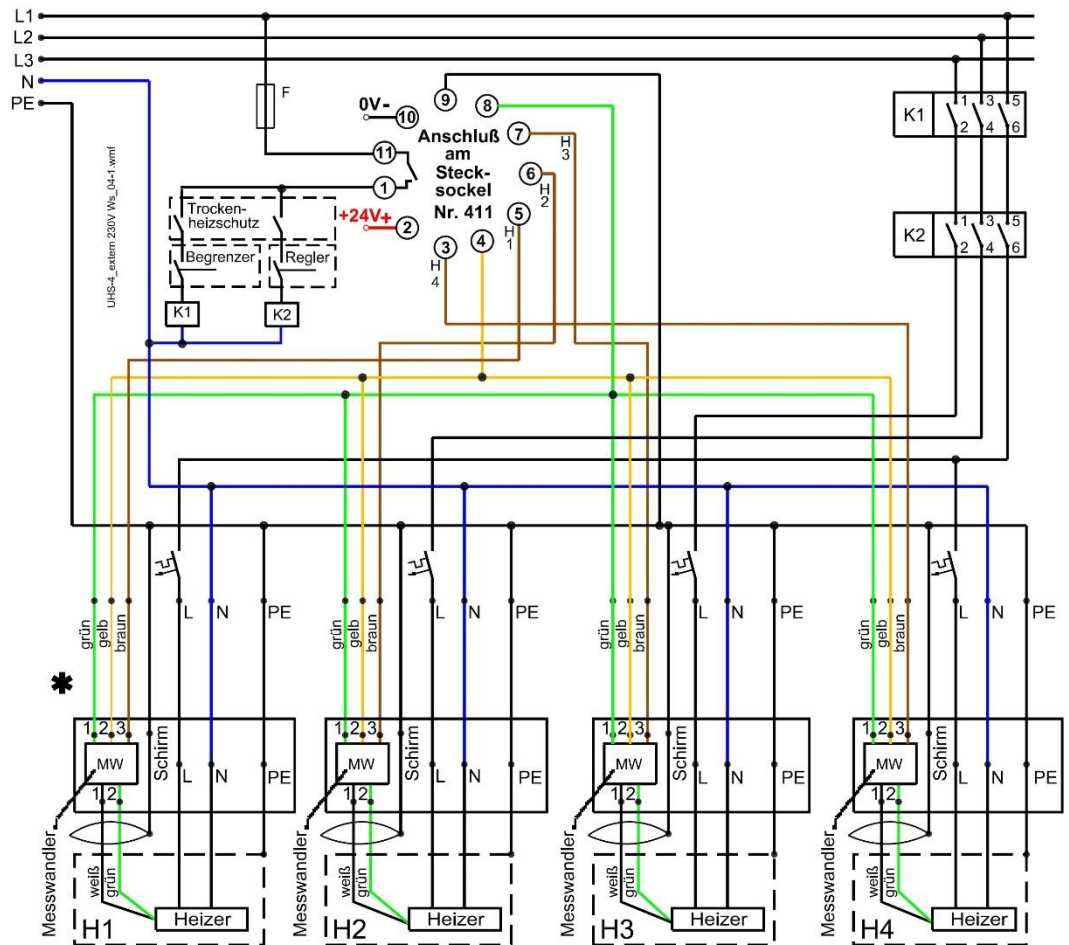 L1
L2
L3
N
PE
F
UHS-4_extern 230V Ws_04-1.wmf
0V-
10
9
8
7
6
5
4
3
2
1
11
Anschluß
am
Steck-
sockel
Nr. 411
+24V+
H
3
H
2
H
1
H
4
Trocken-
heizschutz
Begrenzer
Regler
K1
K2
K1
1 3 5
2 4 6
K2
1 3 5
2 4 6
grün
gelb
braun
L
N
PE
grün
gelb
braun
L
N
PE
grün
gelb
braun
L
N
PE
grün
gelb
braun
L
N
PE
*
1 2 3
MW
1 2
Schirm
L
N
PE
Messwandler
weiß
grün
Heizer
H1
1 2 3
MW
1 2
Schirm
L
N
PE
Messwandler
weiß
grün
Heizer
H2
1 2 3
MW
1 2
Schirm
L
N
PE
Messwandler
weiß
grün
Heizer
H3
1 2 3
MW
1 2
Schirm
L
N
PE
Messwandler
weiß
grün
Heizer
H4